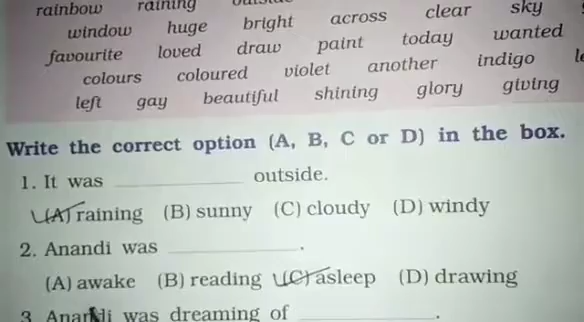 rainbow raining
window huge bright across clear sky
favourite loved draw paint today wanted
colours coloured violet another indigo
left gay beautiful shining glory giving
Write the correct option (A, B, C or D) in the box.
1. It was ________ outside.
(A) raining (B) sunny (C) cloudy (D) windy
2. Anandi was ________.
(A) awake (B) reading (C) asleep (D) drawing
3. Anandi was dreaming of ________.